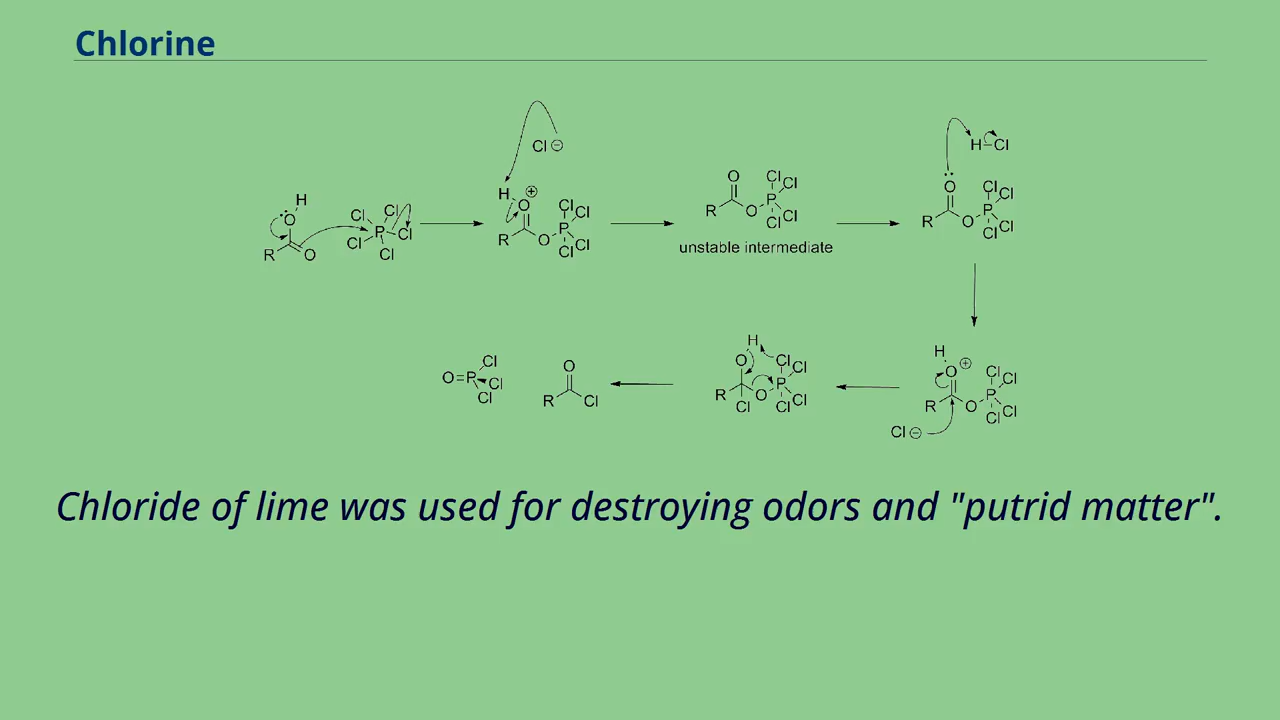 Chlorine
Cl ⊖
H–Cl
H
O
R
O
Cl
Cl
Cl
P
Cl
Cl
H
O ⊕
R
O
P
Cl
Cl
Cl
Cl
O
R
O
P
Cl
Cl
Cl
Cl
unstable intermediate
O
R
O
P
Cl
Cl
Cl
Cl
O=P
Cl
Cl
Cl
O
R
Cl
H
O
R
Cl
O
P
Cl
Cl
Cl
Cl
H
O ⊕
R
O
P
Cl
Cl
Cl
Cl
Cl ⊖
Chloride of lime was used for destroying odors and "putrid matter".